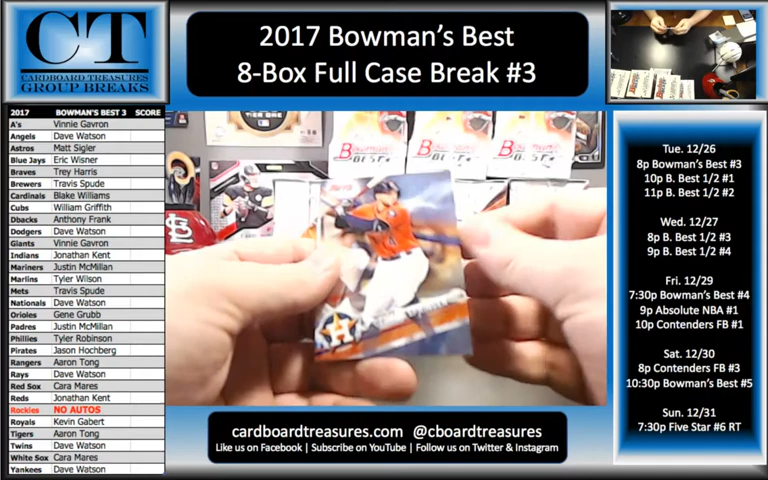 CT
CARDBOARD TREASURES
GROUP BREAKS
2017 Bowman's Best
8-Box Full Case Break #3
2017 BOWMAN'S BEST 3 SCORE
A's Vinnie Gavron
Angels Dave Watson
Astros Matt Sigler
Blue Jays Eric Wisner
Braves Trey Harris
Brewers Travis Spude
Cardinals Blake Williams
Cubs William Griffith
Dbacks Anthony Frank
Dodgers Dave Watson
Giants Vinnie Gavron
Indians Jonathan Kent
Mariners Justin McMillan
Marlins Tyler Wilson
Mets Travis Spude
Nationals Dave Watson
Orioles Gene Grubb
Padres Justin McMillan
Phillies Tyler Robinson
Pirates Jason Hochberg
Rangers Aaron Tong
Rays Dave Watson
Red Sox Cara Mares
Reds Jonathan Kent
Rockies NO AUTOS
Royals Kevin Gabert
Tigers Aaron Tong
Twins Dave Watson
White Sox Cara Mares
Yankees Dave Watson
TIER ONE
Bowman's
BEST
Bowman's
BEST
Bowman's
BEST
H
Tue. 12/26
8p Bowman's Best #3
10p B. Best 1/2 #1
11p B. Best 1/2 #2
Wed. 12/27
8p B. Best 1/2 #3
9p B. Best 1/2 #4
Fri. 12/29
7:30p Bowman's Best #4
9p Absolute NBA #1
10p Contenders FB #1
Sat. 12/30
8p Contenders FB #3
10:30p Bowman's Best #5
Sun. 12/31
7:30p Five Star #6 RT
cardboardtreasures.com @cboardtreasures
Like us on Facebook | Subscribe on YouTube | Follow us on Twitter & Instagram